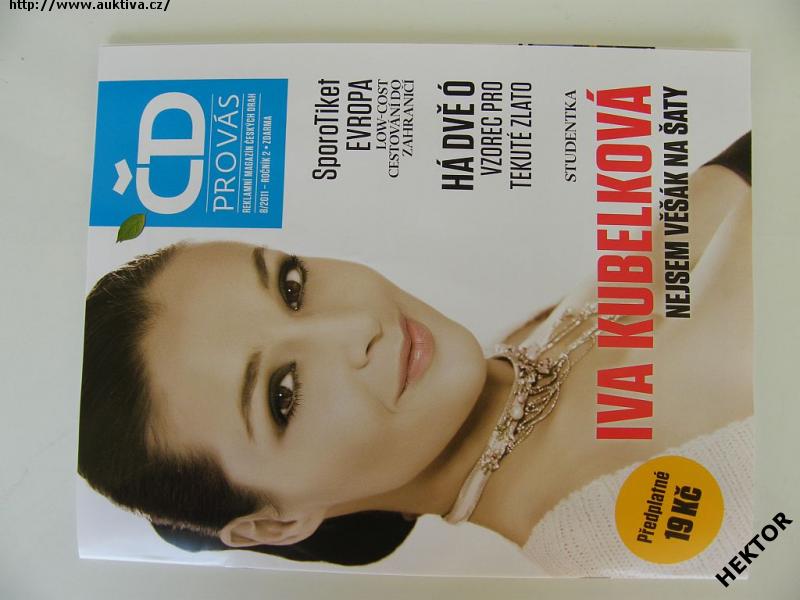 http://www.auktiva.cz/
ČD
PRO VÁS
REKLAMNÍ MAGAZÍN ČESKÝCH DRAH
8/2011 – ROČNÍK 2 • ZDARMA
SporoTiket
EVROPA
LOW-COST
CESTOVÁNÍ DO
ZAHRANIČÍ
HÁ DVĚ Ó
VZOREC PRO
TEKUTÉ ZLATO
STUDENTKA
IVA KUBELKOVÁ
NEJSEM VĚŠÁK NA ŠATY
Předplatné
19 Kč
HEKTOR